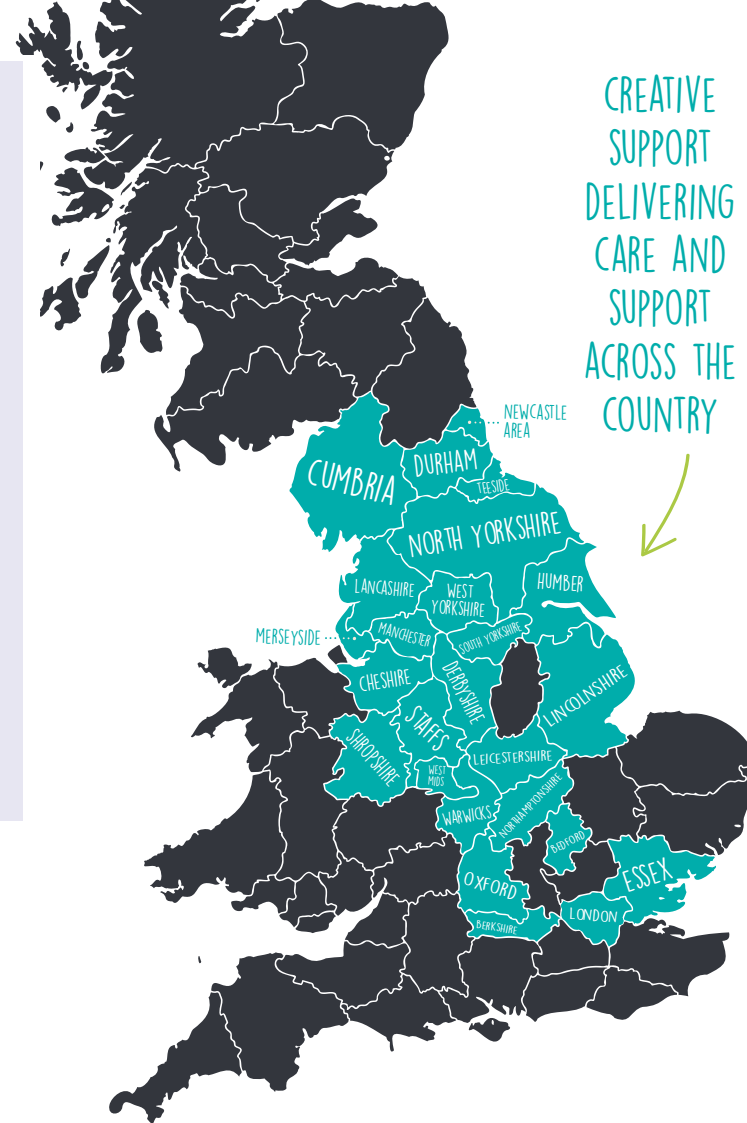 CREATIVE
SUPPORT
DELIVERING
CARE AND
SUPPORT
ACROSS THE
COUNTRY
NEWCASTLE
AREA
CUMBRIA
DURHAM
TEESIDE
NORTH YORKSHIRE
LANCASHIRE
WEST
YORKSHIRE
HUMBER
MERSEYSIDE
MANCHESTER
SOUTH YORKSHIRE
CHESHIRE
DERBYSHIRE
LINCOLNSHIRE
STAFFS
SHROPSHIRE
LEICESTERSHIRE
WEST
MIDS
WARWICKS
NORTHAMPTONSHIRE
BEDFORD
OXFORD
ESSEX
LONDON
BERKSHIRE